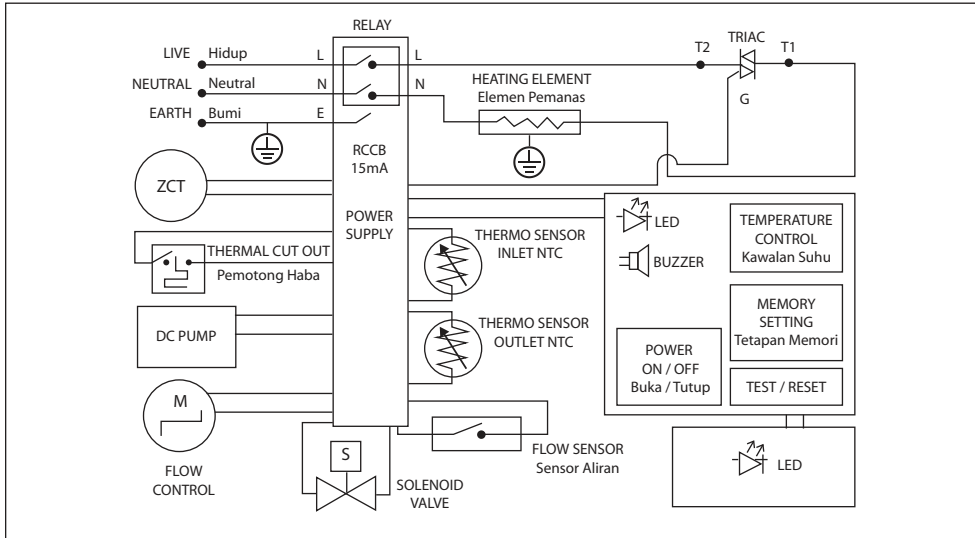 RELAY
LIVE Hidup L L
NEUTRAL Neutral N N
EARTH Bumi E
T2
TRIAC
T1
G
HEATING ELEMENT
Elemen Pemanas
RCCB
15mA
POWER
SUPPLY
ZCT
THERMAL CUT OUT
Pemotong Haba
DC PUMP
M
FLOW
CONTROL
S
SOLENOID
VALVE
THERMO SENSOR
INLET NTC
THERMO SENSOR
OUTLET NTC
FLOW SENSOR
Sensor Aliran
LED
BUZZER
TEMPERATURE
CONTROL
Kawalan Suhu
MEMORY
SETTING
Tetapan Memori
POWER
ON / OFF
Buka / Tutup
TEST / RESET
LED